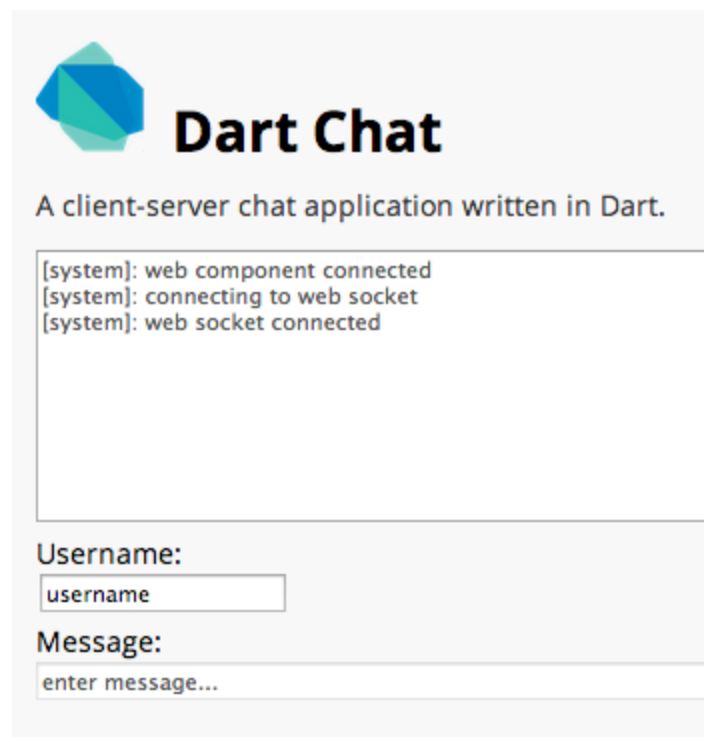 Dart Chat
A client-server chat application written in Dart.
[system]: web component connected
[system]: connecting to web socket
[system]: web socket connected
Username:
username
Message:
enter message...